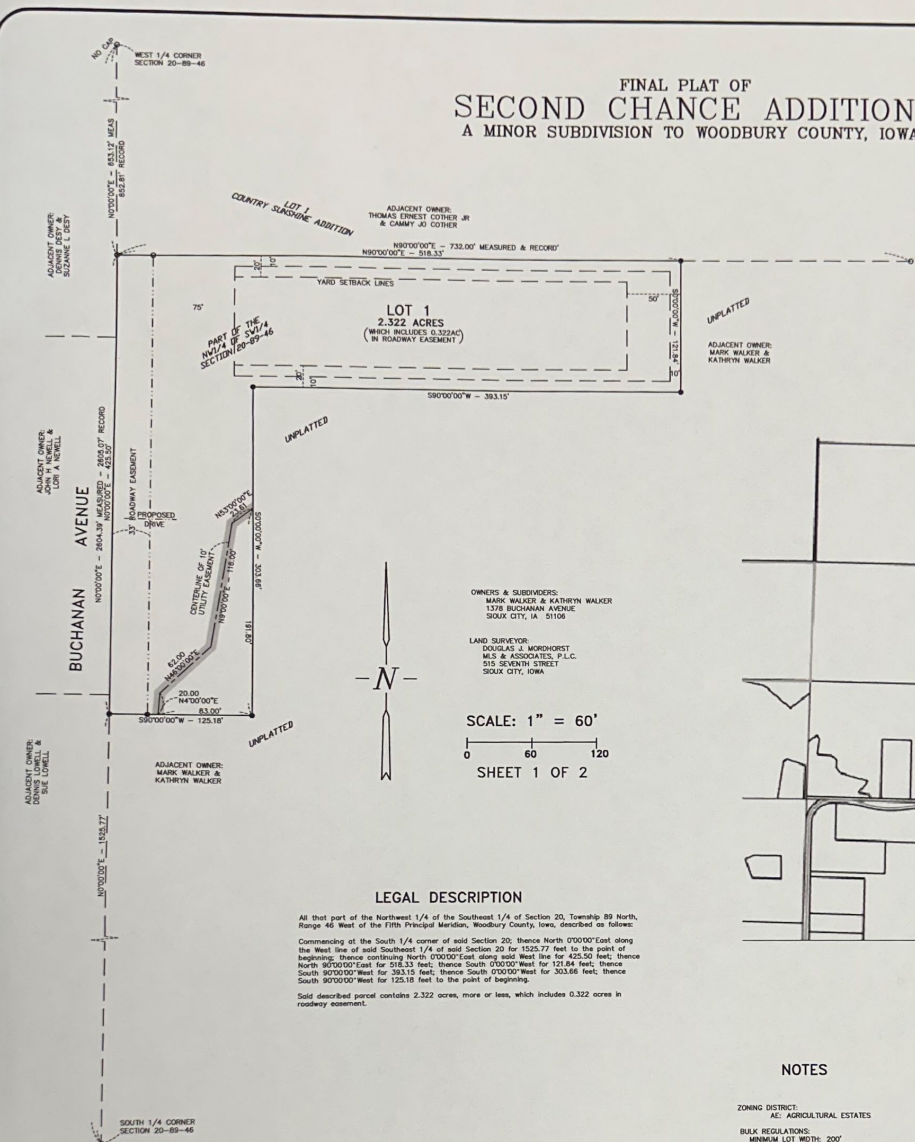 NO CAP
WEST 1/4 CORNER
SECTION 20-89-46
FINAL PLAT OF
SECOND CHANCE ADDITION
A MINOR SUBDIVISION TO WOODBURY COUNTY, IOWA
N0°00'00"E - 653.12' MEAS
652.81' RECORD
ADJACENT OWNER:
DENNIS DESY &
SUZANNE L DESY
LOT 1
COUNTRY SUNSHINE ADDITION
ADJACENT OWNER:
THOMAS ERNEST COTHER JR
& CAMMY JO COTHER
N90°00'00"E - 732.00' MEASURED & RECORD'
N90°00'00"E - 518.33'
20'
10'
YARD SETBACK LINES
75'
LOT 1
2.322 ACRES
(WHICH INCLUDES 0.322AC
IN ROADWAY EASEMENT)
50'
S0°00'00"W - 121.84'
10'
UNPLATTED
ADJACENT OWNER:
MARK WALKER &
KATHRYN WALKER
PART OF THE
NW1/4 OF SW1/4
SECTION 20-89-46
20'
10'
S90°00'00"W - 393.15'
UNPLATTED
ADJACENT OWNER:
JOHN H NEWELL &
LORI A NEWELL
BUCHANAN AVENUE
N0°00'00"E - 2604.39' MEASURED - 2605.07' RECORD
N0°00'00"E - 425.50'
33' ROADWAY EASEMENT
PROPOSED
DRIVE
N53°00'00"E
23.61'
CENTERLINE OF 10'
UTILITY EASEMENT
N9°00'00"E - 116.00'
S0°00'00"W - 303.66'
191.80'
62.00
N46°00'00"E
20.00
N4°00'00"E
83.00'
S90°00'00"W - 125.18'
UNPLATTED
ADJACENT OWNER:
DENNIS LOWELL &
SUE LOWELL
ADJACENT OWNER:
MARK WALKER &
KATHRYN WALKER
N
OWNERS & SUBDIVIDERS:
MARK WALKER & KATHRYN WALKER
1378 BUCHANAN AVENUE
SIOUX CITY, IA 51106
LAND SURVEYOR:
DOUGLAS J. MORDHORST
MLS & ASSOCIATES, P.L.C.
515 SEVENTH STREET
SIOUX CITY, IOWA
SCALE: 1" = 60'
0 60 120
SHEET 1 OF 2
N0°00'00"E - 1525.77'
LEGAL DESCRIPTION
All that part of the Northwest 1/4 of the Southeast 1/4 of Section 20, Township 89 North,
Range 46 West of the Fifth Principal Meridian, Woodbury County, Iowa, described as follows:
Commencing at the South 1/4 corner of said Section 20; thence North 0°00'00"East along
the West line of said Southeast 1/4 of said Section 20 for 1525.77 feet to the point of
beginning; thence continuing North 0°00'00"East along said West line for 425.50 feet; thence
North 90°00'00"East for 518.33 feet; thence South 0°00'00"West for 121.84 feet; thence
South 90°00'00"West for 393.15 feet; thence South 0°00'00"West for 303.66 feet; thence
South 90°00'00"West for 125.18 feet to the point of beginning.
Said described parcel contains 2.322 acres, more or less, which includes 0.322 acres in
roadway easement.
SOUTH 1/4 CORNER
SECTION 20-89-46
NOTES
ZONING DISTRICT:
AE: AGRICULTURAL ESTATES
BULK REGULATIONS:
MINIMUM LOT WIDTH: 200'